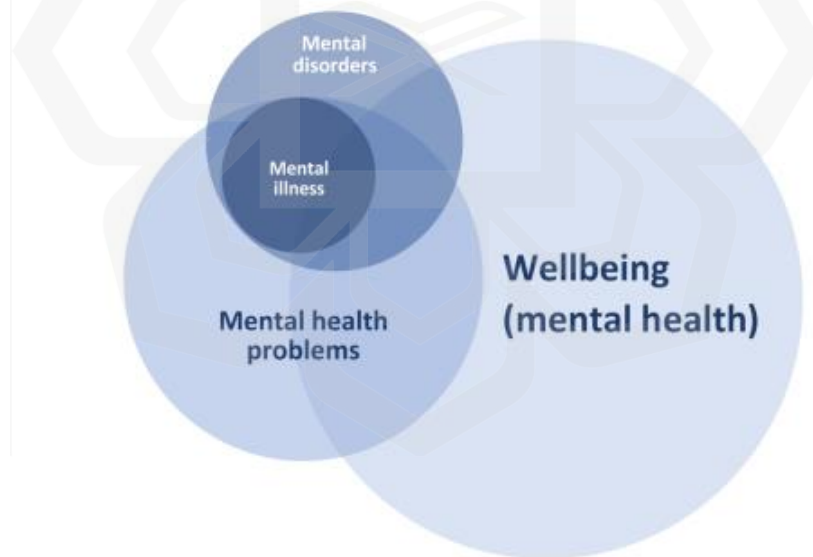 Mental
disorders
Mental
illness
Mental health
problems
Wellbeing
(mental health)